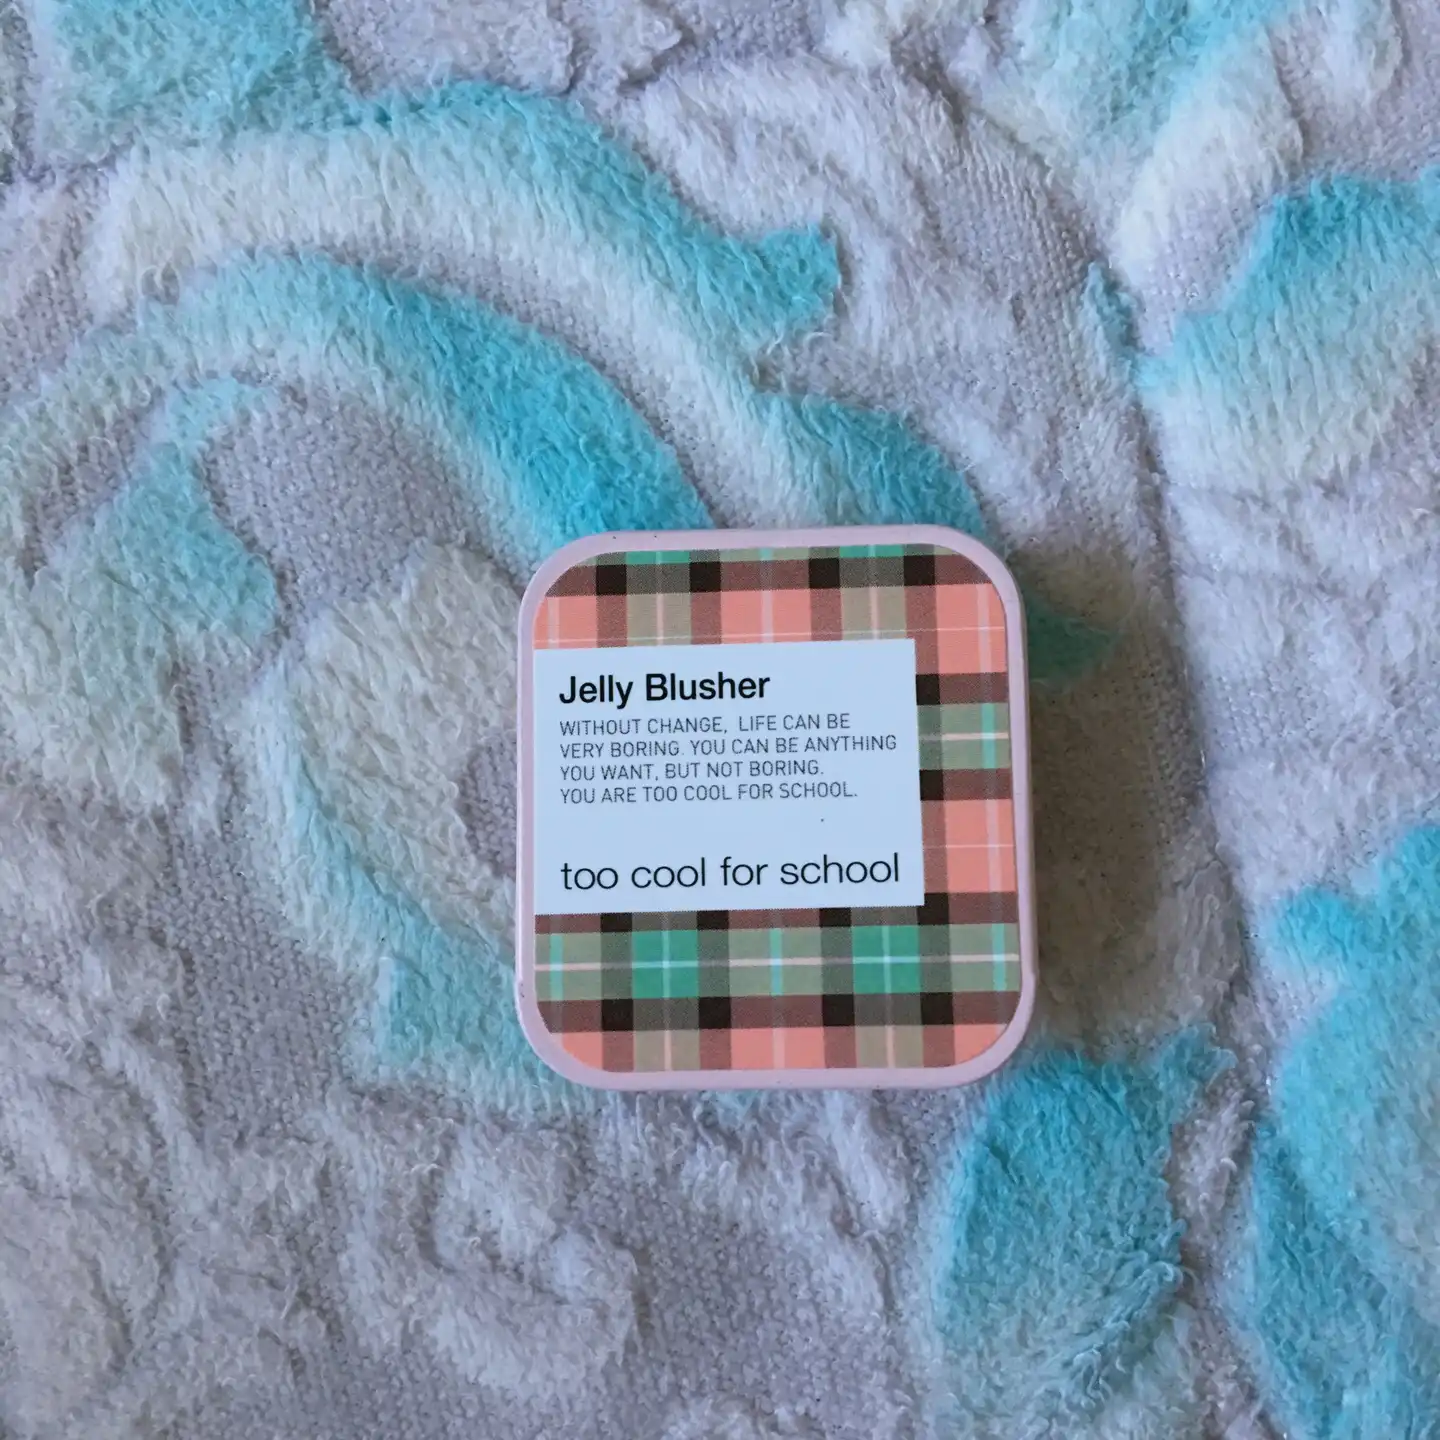 Jelly Blusher
WITHOUT CHANGE, LIFE CAN BE
VERY BORING. YOU CAN BE ANYTHING
YOU WANT, BUT NOT BORING.
YOU ARE TOO COOL FOR SCHOOL.
too cool for school